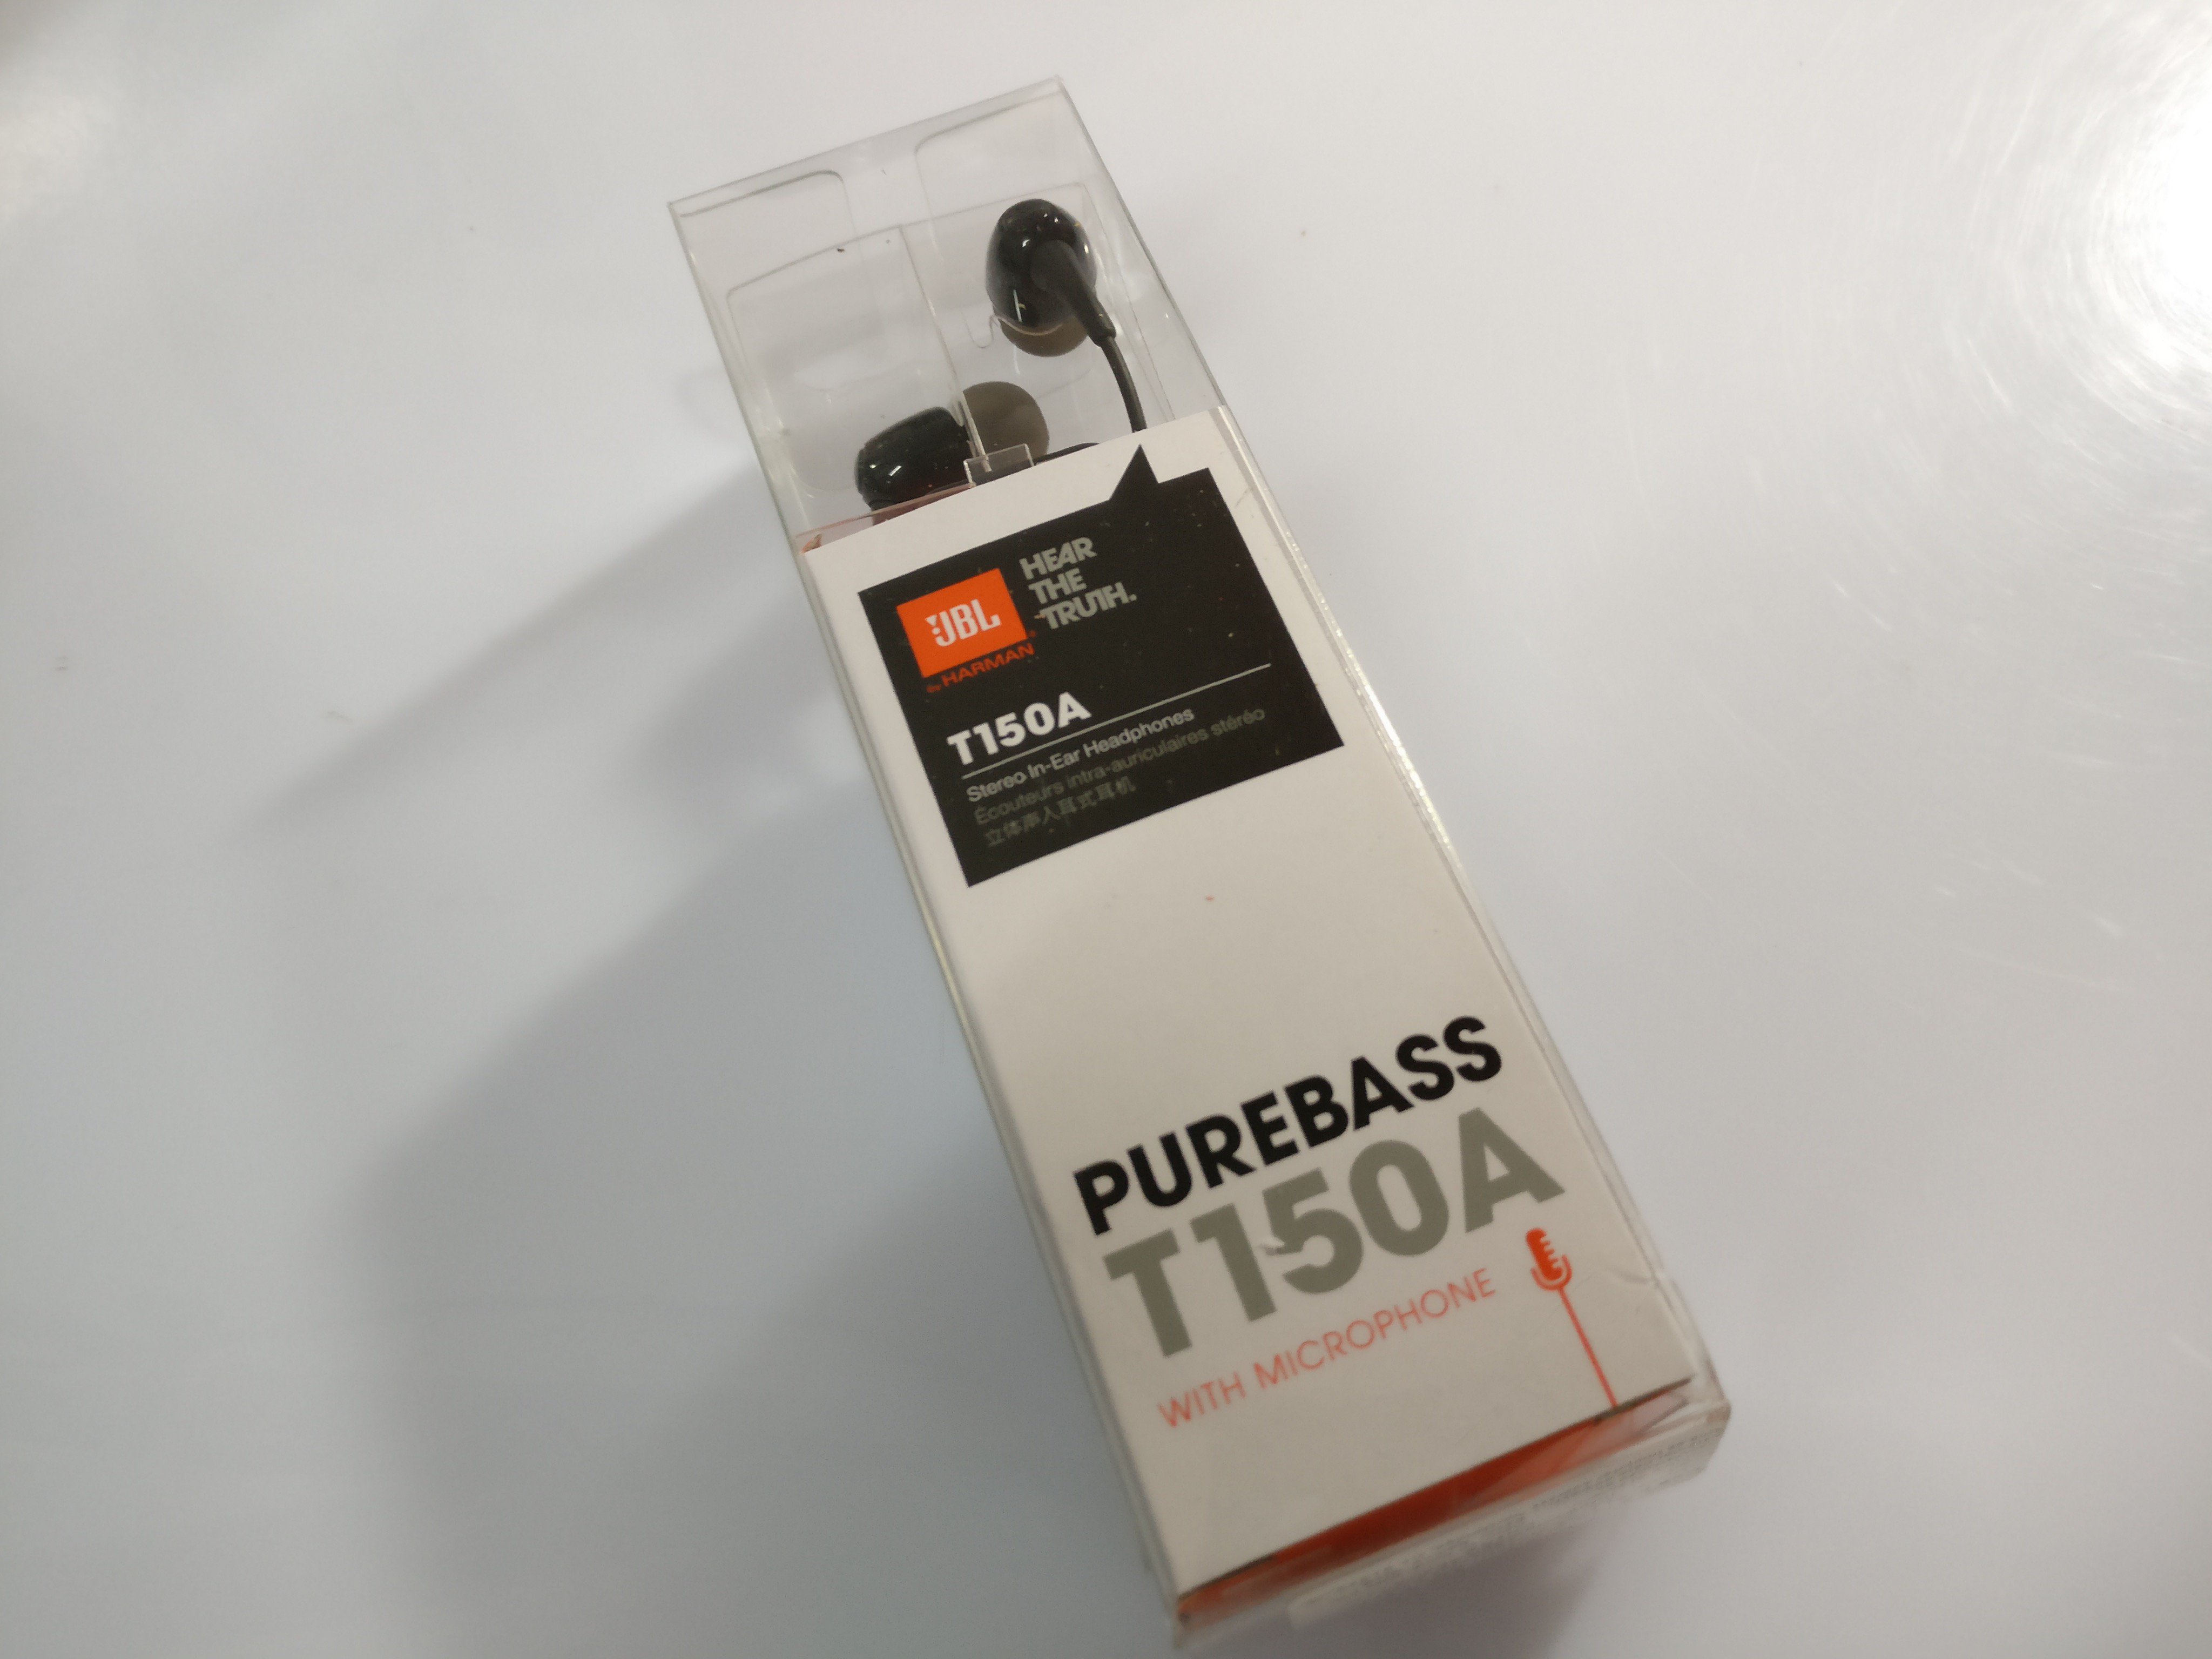 JBL
by HARMAN
HEAR
THE
TRUTH.
T150A
Stereo In-Ear Headphones
Écouteurs intra-auriculaires stéréo
立体声入耳式耳机
PUREBASS
T150A
WITH MICROPHONE